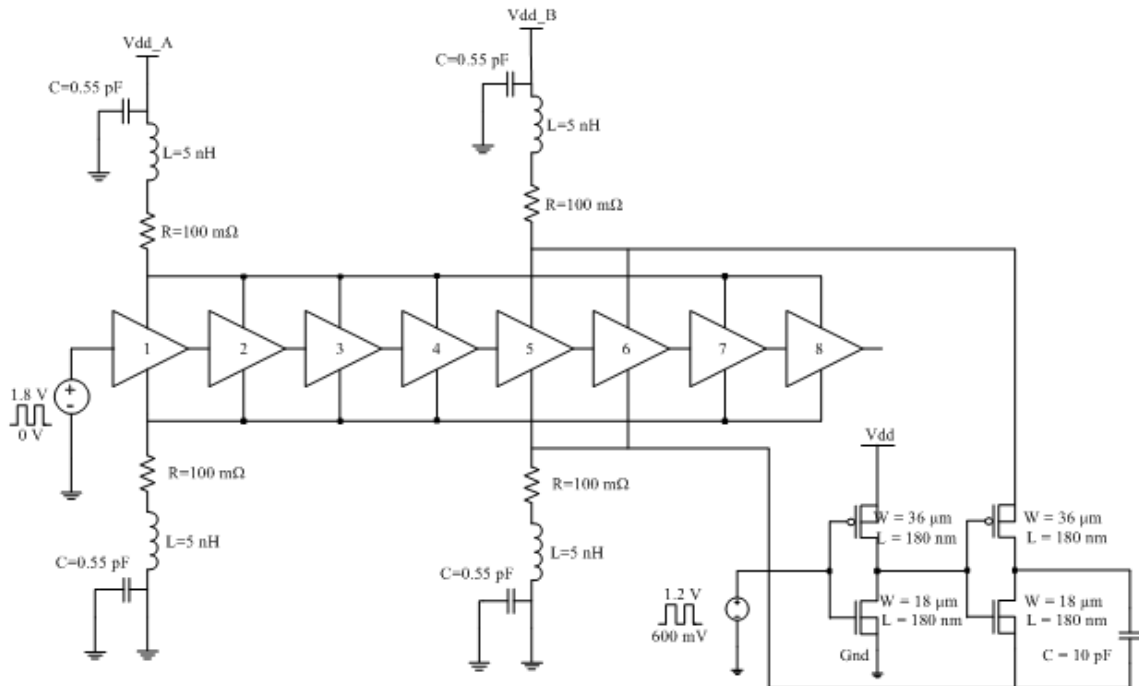 Vdd_A
Vdd_B
C=0.55 pF
C=0.55 pF
L=5 nH
L=5 nH
R=100 mΩ
R=100 mΩ
1
2
3
4
5
6
7
8
1.8 V
0 V
R=100 mΩ
R=100 mΩ
L=5 nH
L=5 nH
C=0.55 pF
C=0.55 pF
Vdd
W = 36 µm
L = 180 nm
W = 36 µm
L = 180 nm
1.2 V
600 mV
W = 18 µm
L = 180 nm
W = 18 µm
L = 180 nm
Gnd
C = 10 pF